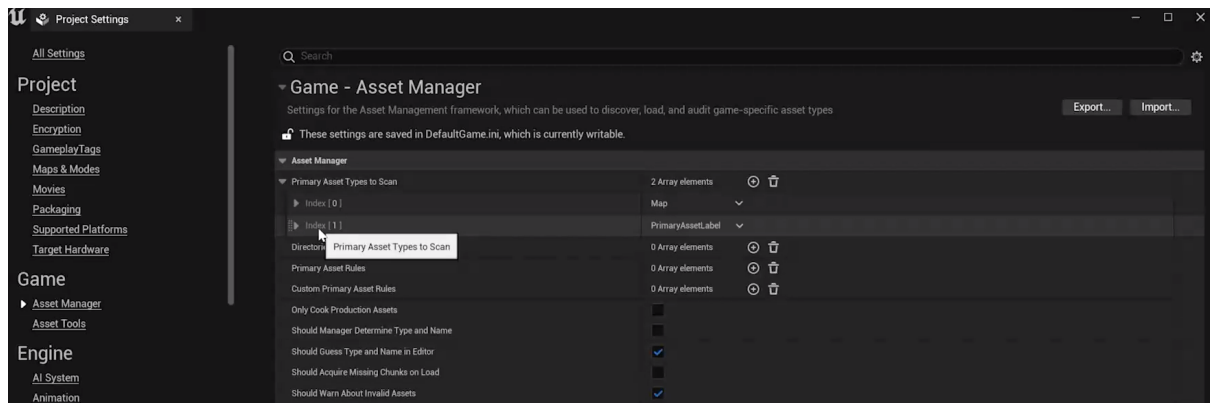 Project Settings
All Settings
Search
Project
Description
Encryption
GameplayTags
Maps & Modes
Movies
Packaging
Supported Platforms
Target Hardware
Game
Asset Manager
Asset Tools
Engine
AI System
Animation
Game - Asset Manager
Settings for the Asset Management framework, which can be used to discover, load, and audit game-specific asset types
Export... Import...
These settings are saved in DefaultGame.ini, which is currently writable.
Asset Manager
Primary Asset Types to Scan 2 Array elements
Index [ 0 ] Map
Index [ 1 ] PrimaryAssetLabel
Primary Asset Types to Scan
0 Array elements
Primary Asset Rules 0 Array elements
Custom Primary Asset Rules 0 Array elements
Only Cook Production Assets
Should Manager Determine Type and Name
Should Guess Type and Name in Editor
Should Acquire Missing Chunks on Load
Should Warn About Invalid Assets